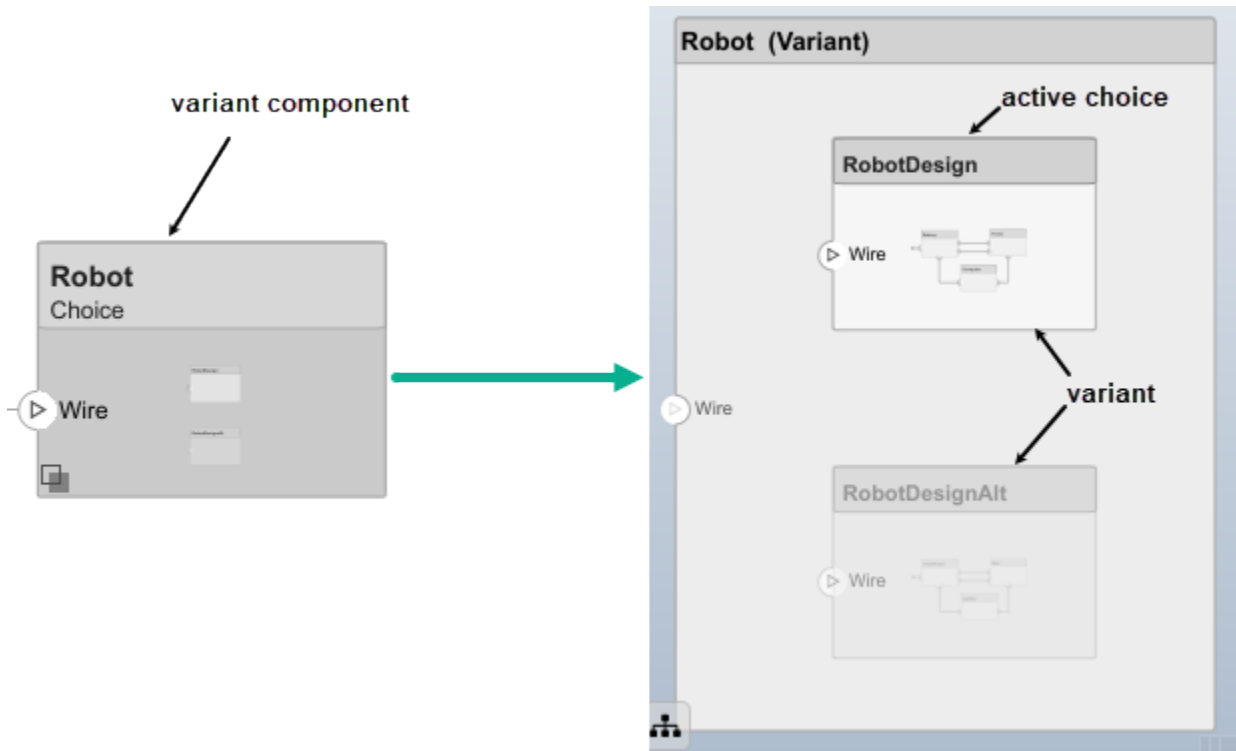 variant component
Robot
Choice
Wire
Robot (Variant)
active choice
RobotDesign
Wire
variant
Wire
RobotDesignAlt
Wire